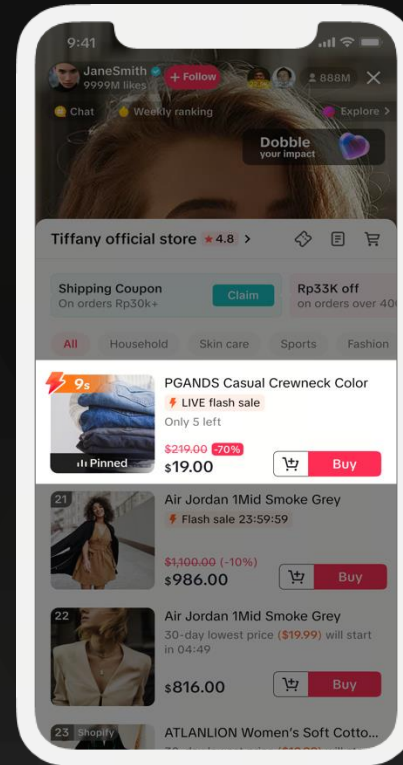 9:41
JaneSmith
9999M likes
+ Follow
888M
Chat
Weekly ranking
Explore >
Dobble
your impact
Tiffany official store ★4.8 >
Shipping Coupon
On orders Rp30k+
Claim
Rp33K off
on orders over
All Household Skin care Sports Fashion
9s
Pinned
PGANDS Casual Crewneck Color
LIVE flash sale
Only 5 left
$219.00 -70%
$19.00
Buy
21
Air Jordan 1Mid Smoke Grey
Flash sale 23:59:59
$1,100.00 (-10%)
$986.00
Buy
22
Air Jordan 1Mid Smoke Grey
30-day lowest price ($19.99) will start
in 04:49
$816.00
Buy
23 Shopify
ATLANLION Women's Soft Cotto...